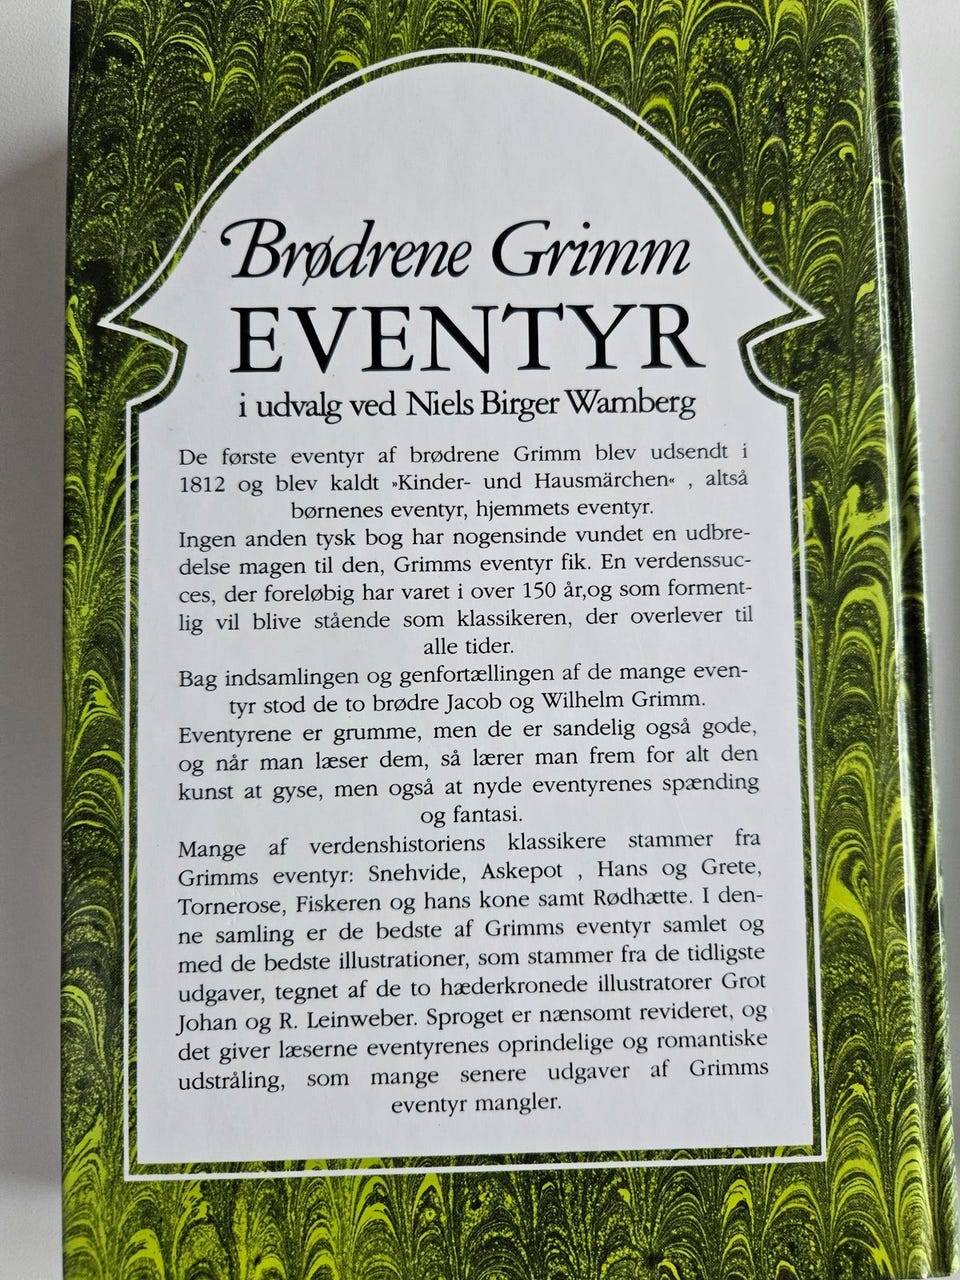 Brødrene Grimm
EVENTYR
i udvalg ved Niels Birger Wamberg
De første eventyr af brødrene Grimm blev udsendt i
1812 og blev kaldt »Kinder- und Hausmärchen« , altså
børnenes eventyr, hjemmets eventyr.
Ingen anden tysk bog har nogensinde vundet en udbre-
delse magen til den, Grimms eventyr fik. En verdenssuc-
ces, der foreløbig har varet i over 150 år,og som forment-
lig vil blive stående som klassikeren, der overlever til
alle tider.
Bag indsamlingen og genfortællingen af de mange even-
tyr stod de to brødre Jacob og Wilhelm Grimm.
Eventyrene er grumme, men de er sandelig også gode,
og når man læser dem, så lærer man frem for alt den
kunst at gyse, men også at nyde eventyrenes spænding
og fantasi.
Mange af verdenshistoriens klassikere stammer fra
Grimms eventyr: Snehvide, Askepot , Hans og Grete,
Tornerose, Fiskeren og hans kone samt Rødhætte. I den-
ne samling er de bedste af Grimms eventyr samlet og
med de bedste illustrationer, som stammer fra de tidligste
udgaver, tegnet af de to hæderkronede illustratorer Grot
Johan og R. Leinweber. Sproget er nænsomt revideret, og
det giver læserne eventyrenes oprindelige og romantiske
udstråling, som mange senere udgaver af Grimms
eventyr mangler.